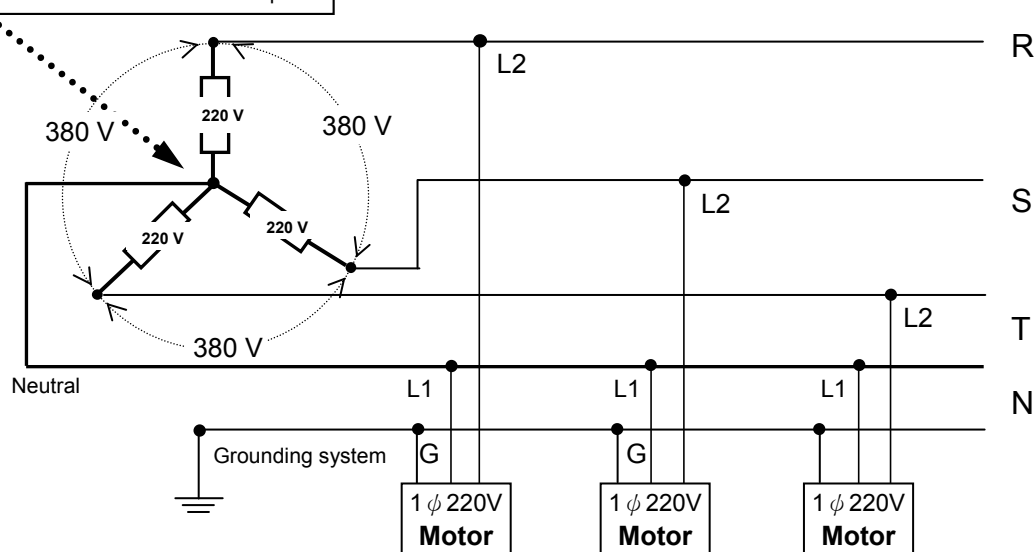 R
L2
220 V
380 V
380 V
S
L2
220 V
220 V
T
L2
380 V
Neutral
L1
L1
L1
N
Grounding system
G
G
1 ϕ 220V
Motor
1 ϕ 220V
Motor
1 ϕ 220V
Motor